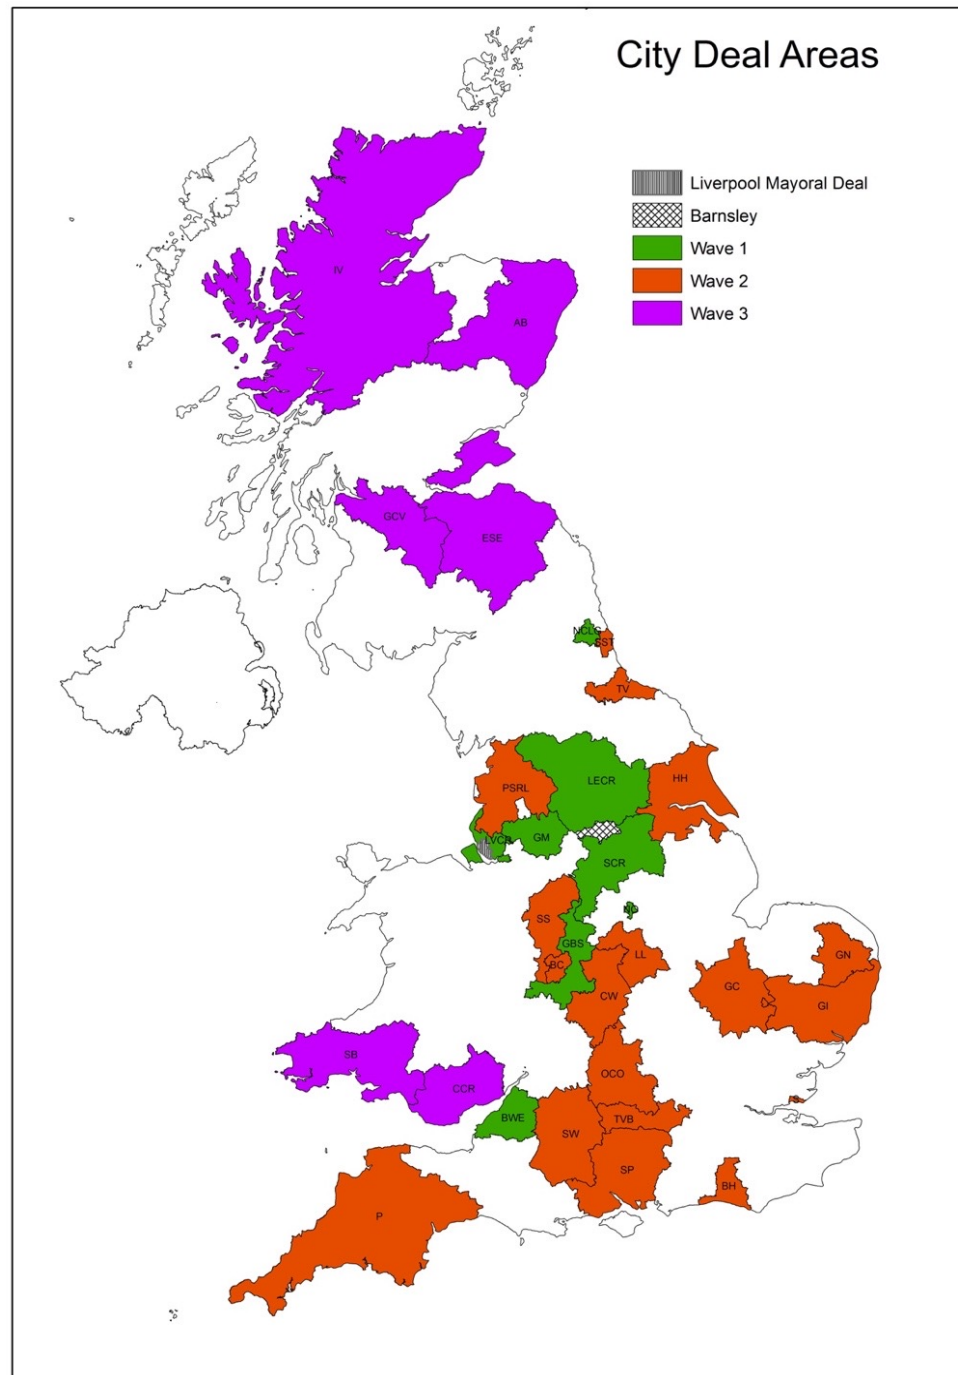 City Deal Areas
Liverpool Mayoral Deal
Barnsley
Wave 1
Wave 2
Wave 3
IV
AB
GCV
ESE
NCLG
SST
TV
PSRL
LECR
HH
LVCR
GM
SCR
SS
GBS
BC
LL
CW
GN
GC
GI
SB
CCR
OCO
BWE
SW
TVB
SP
BH
P